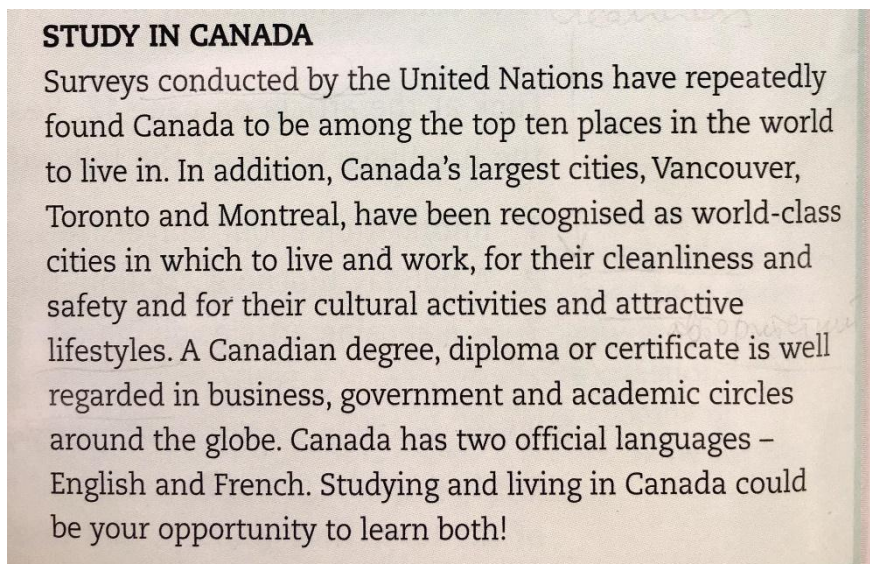 STUDY IN CANADA
Surveys conducted by the United Nations have repeatedly
found Canada to be among the top ten places in the world
to live in. In addition, Canada's largest cities, Vancouver,
Toronto and Montreal, have been recognised as world-class
cities in which to live and work, for their cleanliness and
safety and for their cultural activities and attractive
lifestyles. A Canadian degree, diploma or certificate is well
regarded in business, government and academic circles
around the globe. Canada has two official languages –
English and French. Studying and living in Canada could
be your opportunity to learn both!